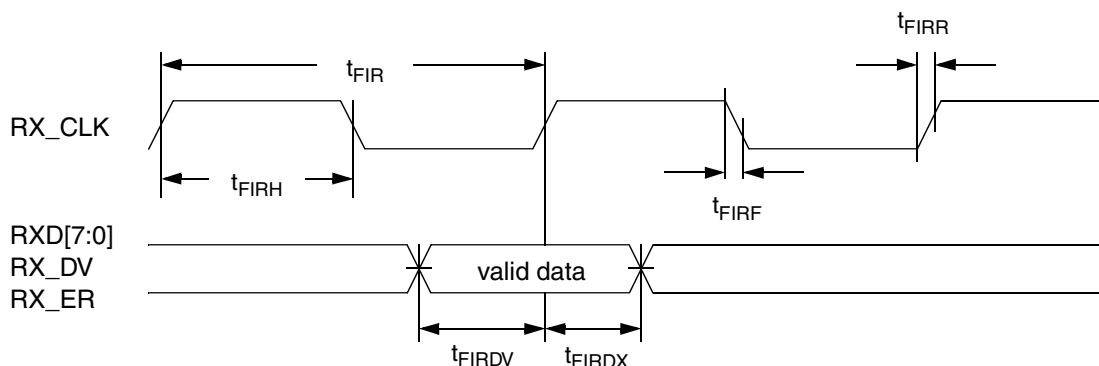 tFIRR
tFIR
RX_CLK
tFIRH
tFIRF
RXD[7:0]
RX_DV
valid data
RX_ER
tFIRDV
tFIRDX